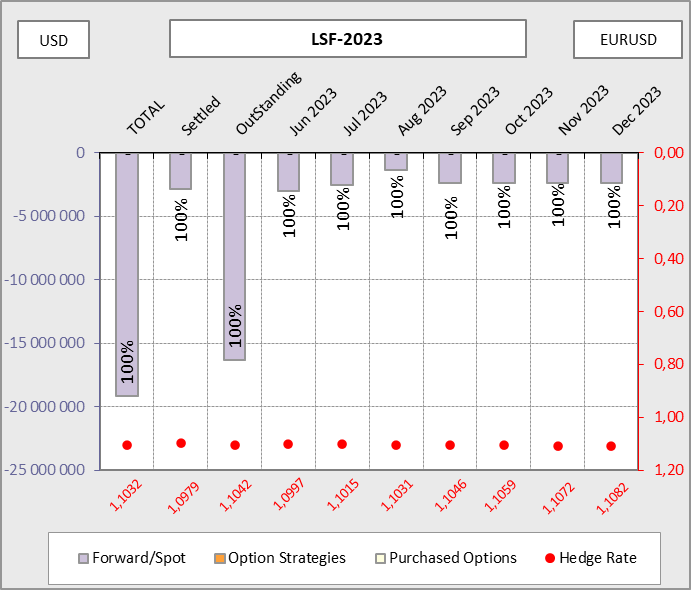 USD
LSF-2023
EURUSD
TOTAL
Settled
OutStanding
Jun 2023
Jul 2023
Aug 2023
Sep 2023
Oct 2023
Nov 2023
Dec 2023
0
-5 000 000
-10 000 000
-15 000 000
-20 000 000
-25 000 000
100%
100%
100%
100%
100%
100%
100%
100%
100%
100%
0,00
0,20
0,40
0,60
0,80
1,00
1,20
1,1032
1,0979
1,1042
1,0997
1,1015
1,1031
1,1046
1,1059
1,1072
1,1082
Forward/Spot
Option Strategies
Purchased Options
Hedge Rate